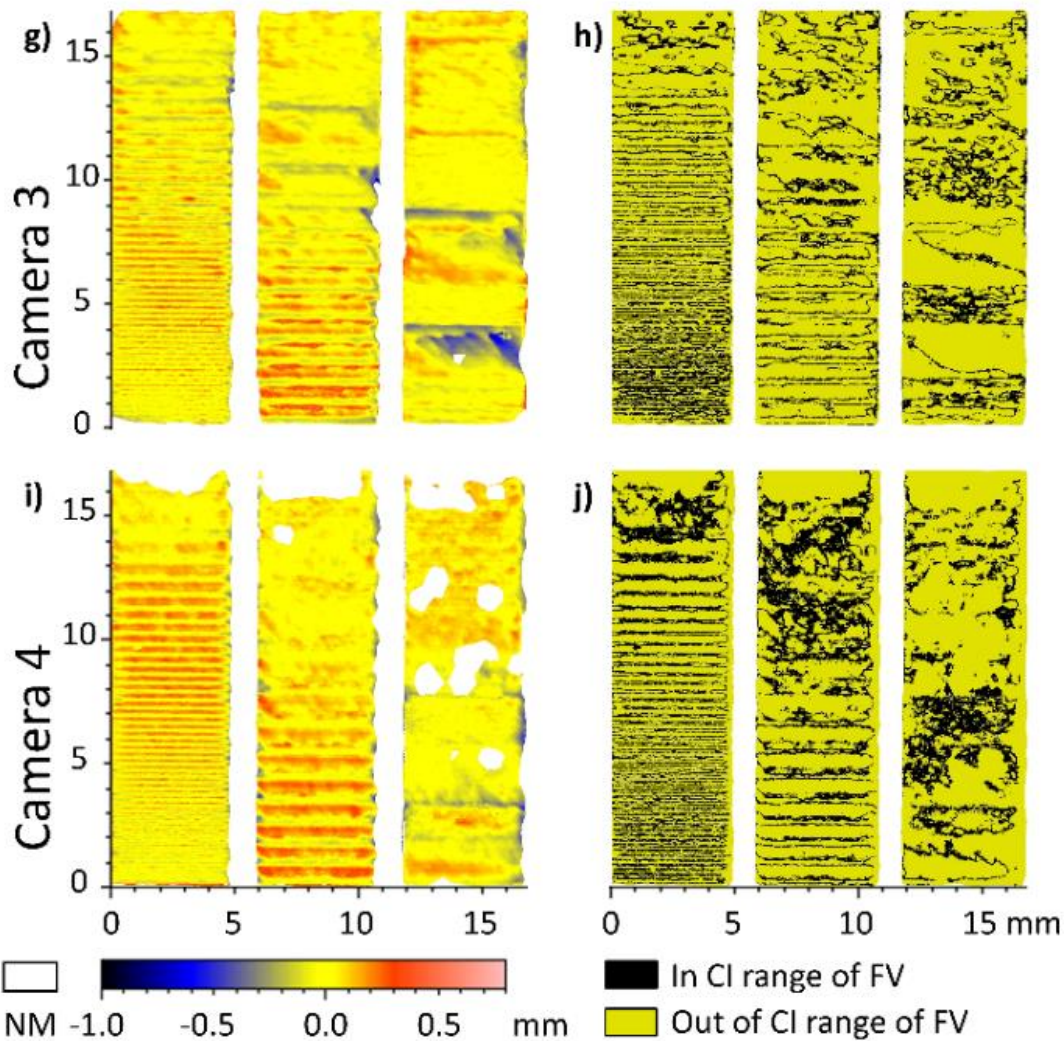 g)
h)
15
10
5
0
Camera 3
i)
j)
15
10
5
0
Camera 4
0 5 10 15
0 5 10 15 mm
NM -1.0 -0.5 0.0 0.5 mm
In CI range of FV
Out of CI range of FV